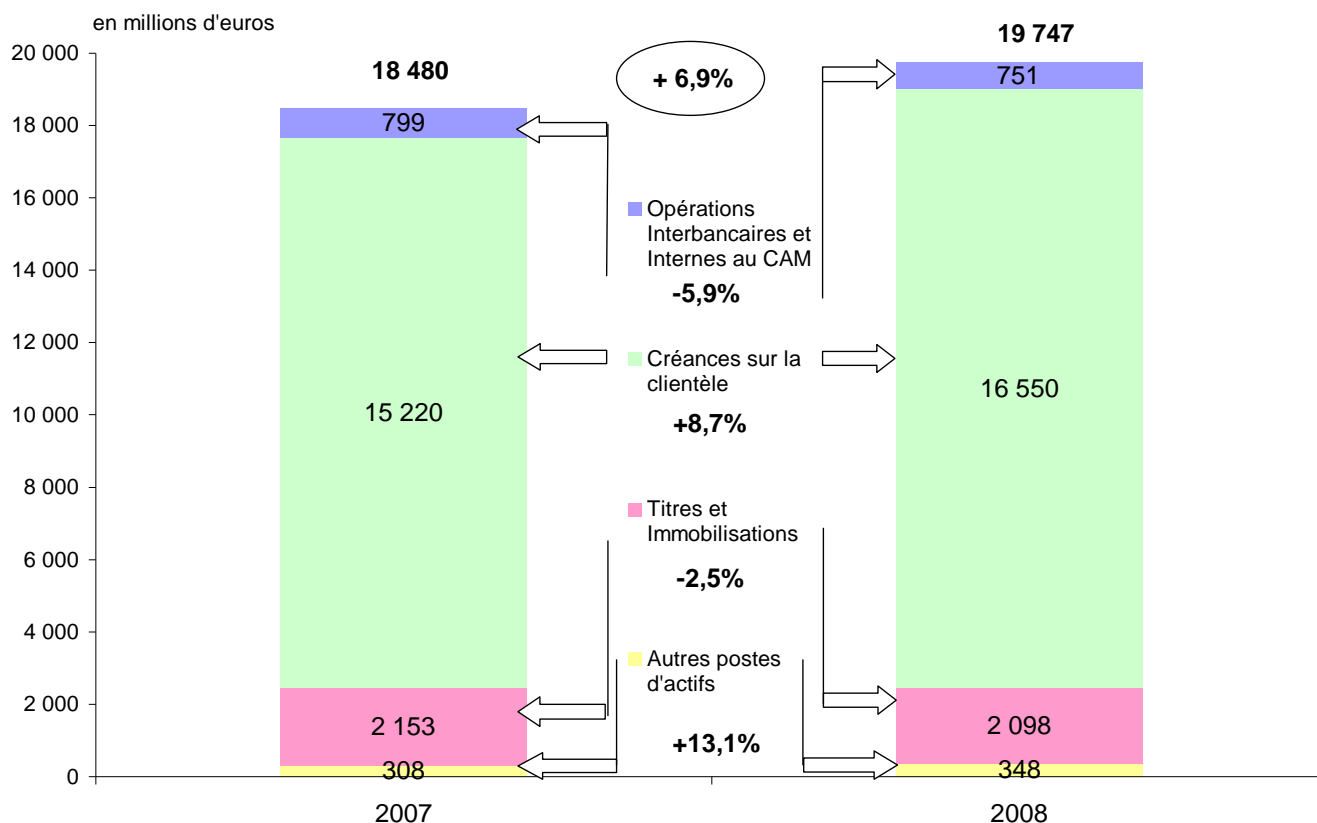 en millions d'euros
20 000
18 000
16 000
14 000
12 000
10 000
8 000
6 000
4 000
2 000
0
18 480
+ 6,9%
19 747
799
751
Opérations
Interbancaires et
Internes au CAM
-5,9%
15 220
Créances sur la
clientèle
+8,7%
16 550
Titres et
Immobilisations
-2,5%
2 153
2 098
Autres postes
d'actifs
+13,1%
308
348
2007
2008